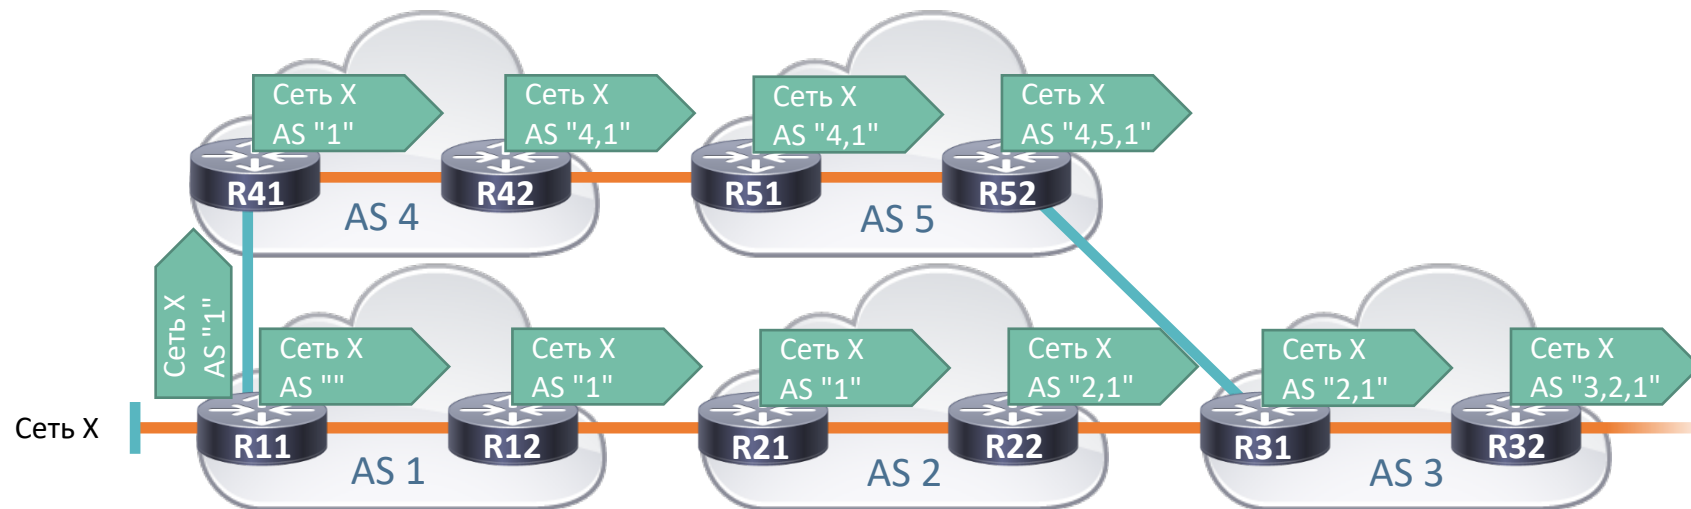 Сеть X
AS "1"
Сеть X
AS "4,1"
Сеть X
AS "4,1"
Сеть X
AS "4,5,1"
R41
R42
R51
R52
AS 4
AS 5
Сеть X
AS "1"
Сеть X
AS ""
Сеть X
AS "1"
Сеть X
AS "1"
Сеть X
AS "2,1"
Сеть X
AS "2,1"
Сеть X
AS "3,2,1"
Сеть X
R11
R12
R21
R22
R31
R32
AS 1
AS 2
AS 3